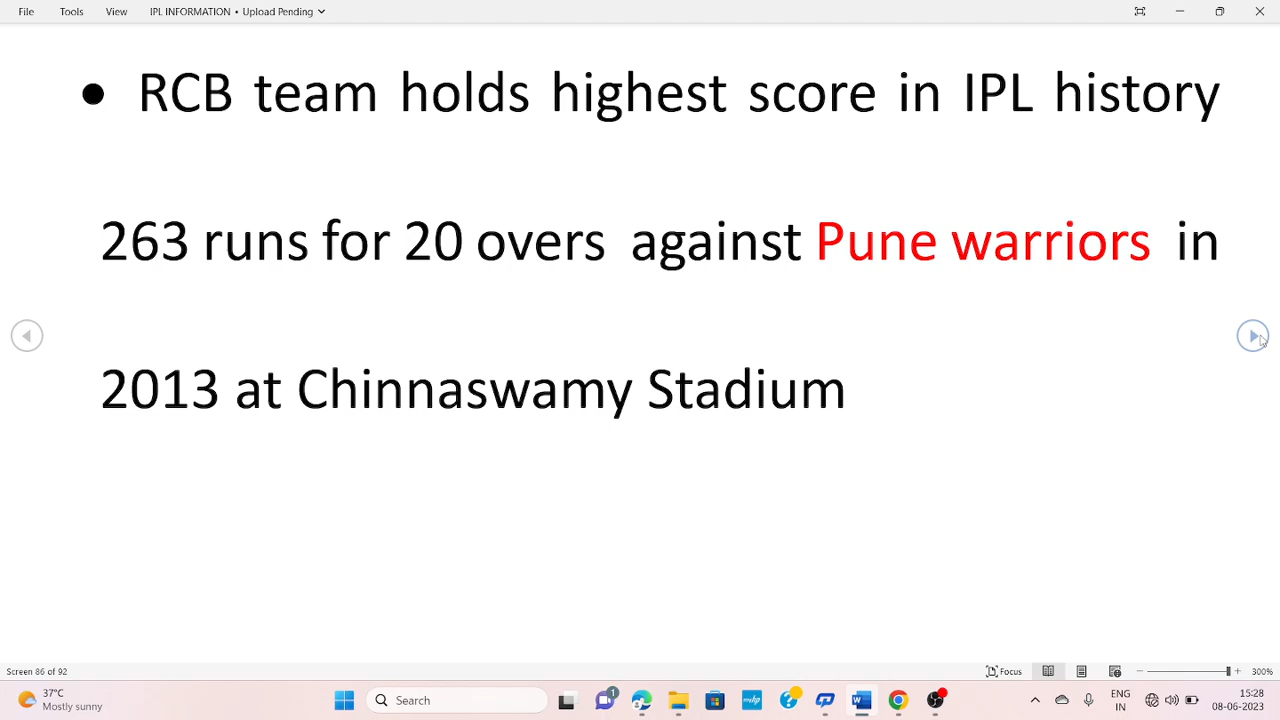 File Tools View IPL INFORMATION • Upload Pending
• RCB team holds highest score in IPL history
263 runs for 20 overs against Pune warriors in
2013 at Chinnaswamy Stadium
Screen 86 of 92 Focus 300%
37°C
Mostly sunny
Search
1
myhp
ENG
IN
15:28
08-06-2023